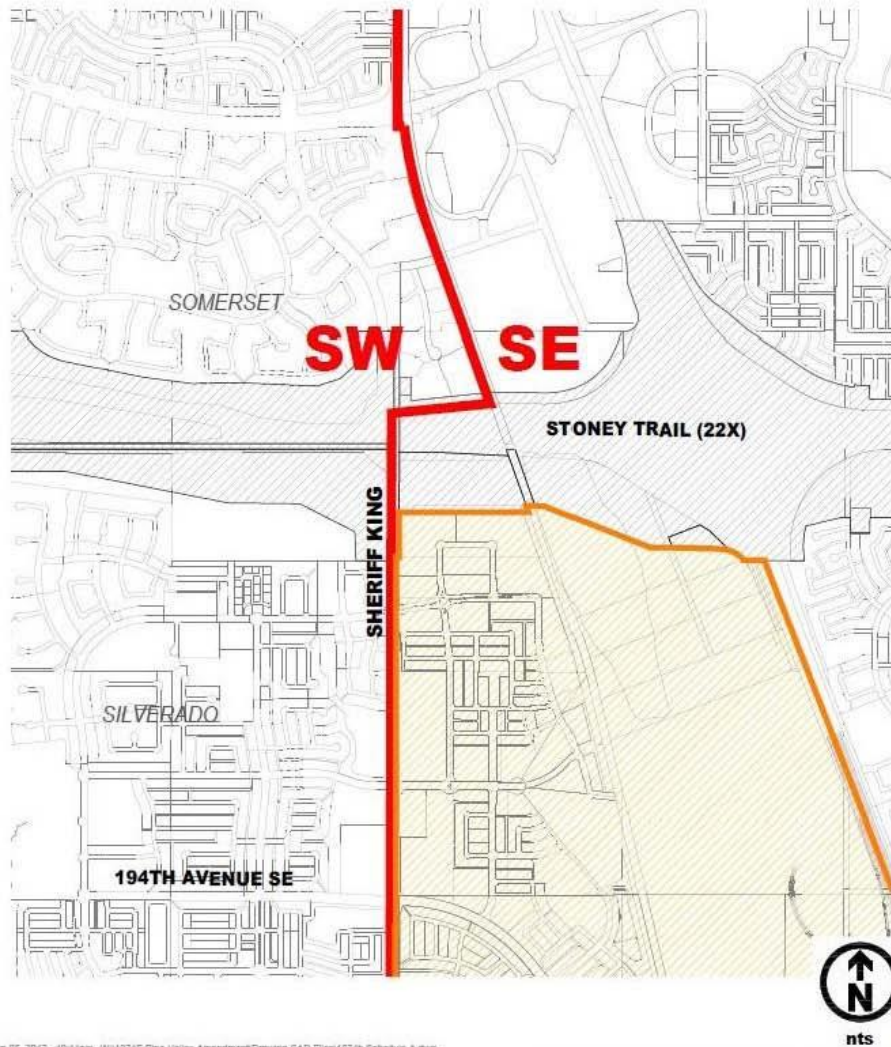 SOMERSET
SW SE
STONEY TRAIL (22X)
SHERIFF KING
SILVERADO
194TH AVENUE SE
N
nts